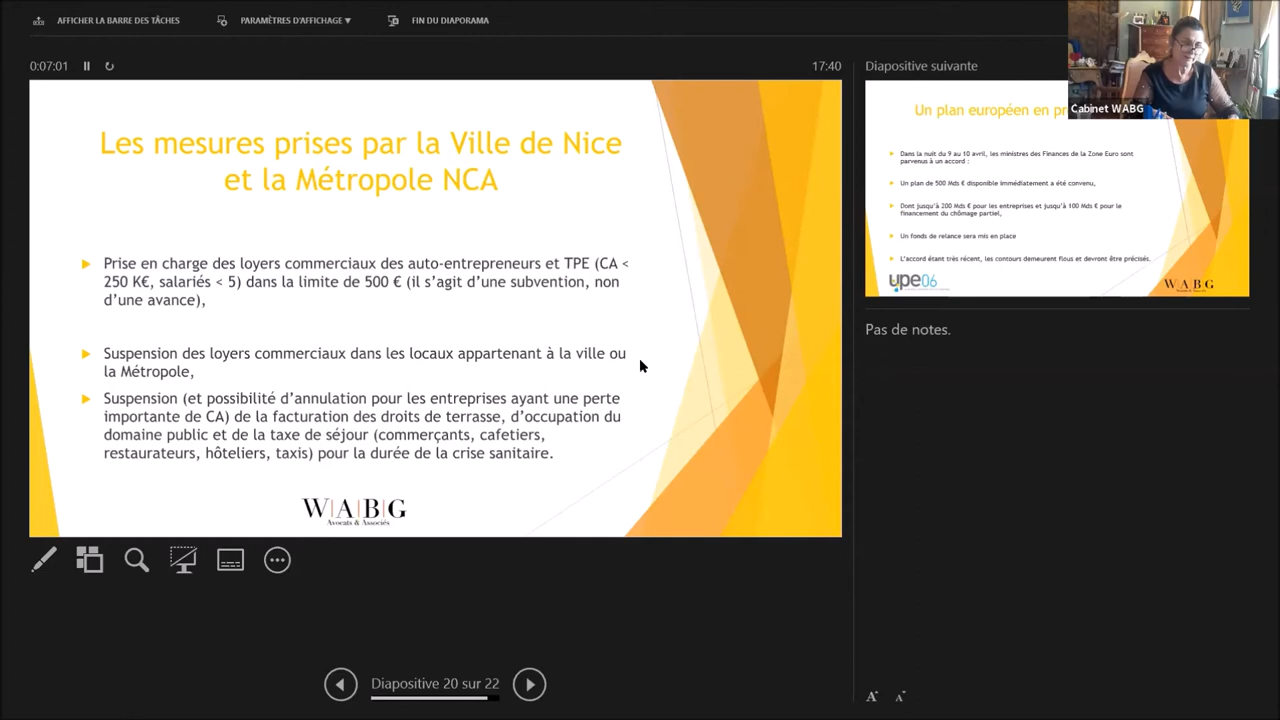 AFFICHER LA BARRE DES TÂCHES
PARAMÈTRES D'AFFICHAGE ▼
FIN DU DIAPORAMA
0:07:01
17:40
Les mesures prises par la Ville de Nice
et la Métropole NCA
Prise en charge des loyers commerciaux des auto-entrepreneurs et TPE (CA <
250 K€, salariés < 5) dans la limite de 500 € (il s'agit d'une subvention, non
d'une avance),
Suspension des loyers commerciaux dans les locaux appartenant à la ville ou
la Métropole,
Suspension (et possibilité d'annulation pour les entreprises ayant une perte
importante de CA) de la facturation des droits de terrasse, d'occupation du
domaine public et de la taxe de séjour (commerçants, cafetiers,
restaurateurs, hôteliers, taxis) pour la durée de la crise sanitaire.
W|A|B|G
Avocats & Associés
Diapositive 20 sur 22
Diapositive suivante
Cabinet WABG
Un plan européen en
Dans la nuit du 9 au 10 avril, les ministres des Finances de la Zone Euro sont
parvenus à un accord :
Un plan de 500 Mds € disponible immédiatement a été convenu,
Dont jusqu'à 200 Mds € pour les entreprises et jusqu'à 100 Mds € pour le
financement du chômage partiel,
Un fonds de relance sera mis en place
L'accord étant très récent, les contours demeurent flous et devront être précisés.
upe06
W|A|B|G
Pas de notes.
A A